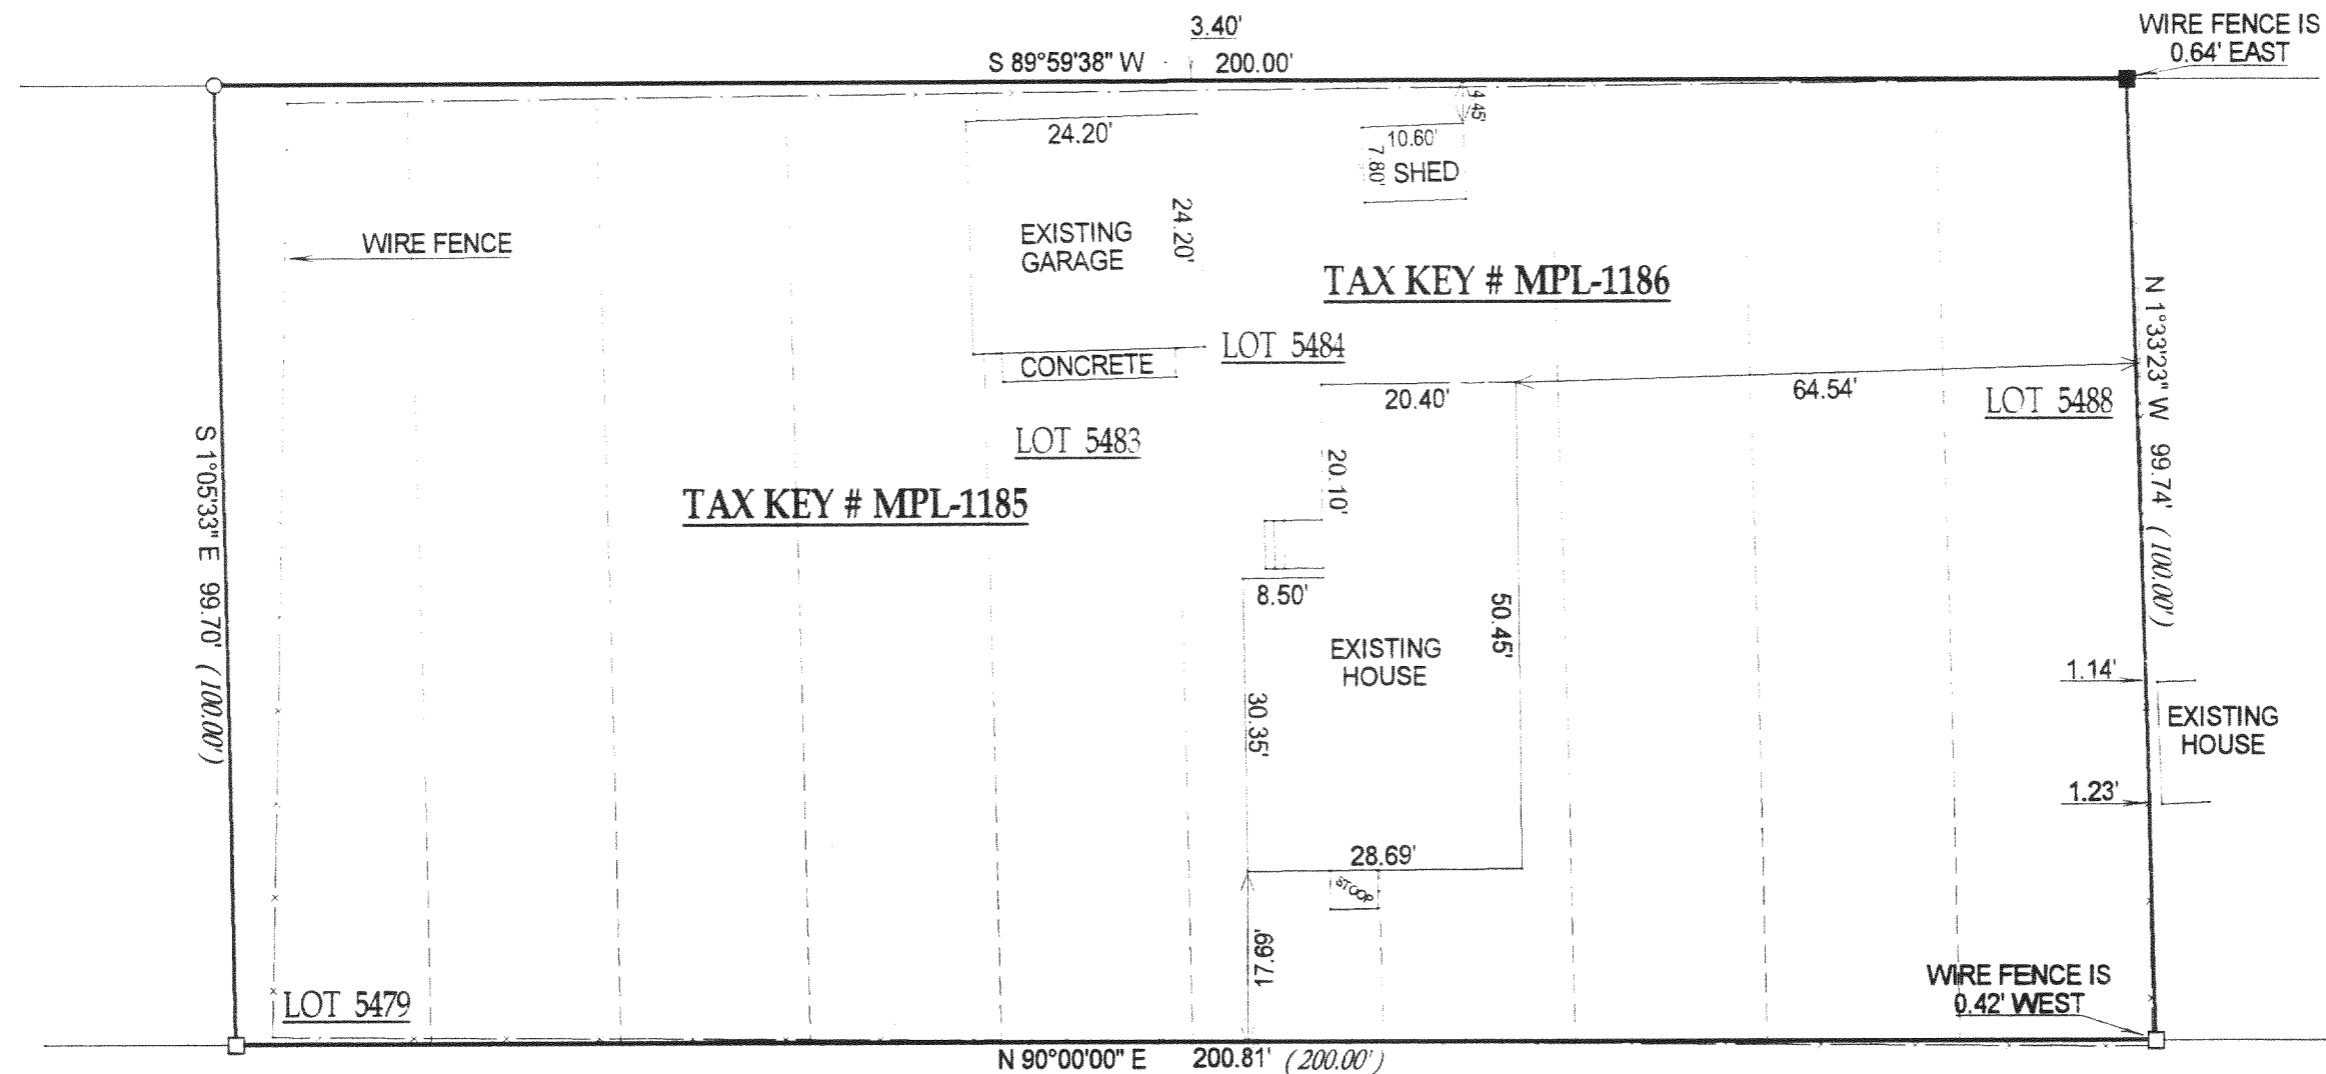 3.40'
WIRE FENCE IS
0.64' EAST
S 89°59'38" W 200.00'
4.45'
24.20'
10.60'
7.80'
SHED
24.20'
EXISTING
GARAGE
WIRE FENCE
TAX KEY # MPL-1186
N 1°33'23" W 99.74' (100.00')
LOT 5484
CONCRETE
20.40'
64.54'
LOT 5488
LOT 5483
S 1°05'33" E 99.70' (100.00')
20.10'
TAX KEY # MPL-1185
8.50'
50.45'
EXISTING
HOUSE
30.35'
1.14'
EXISTING
HOUSE
1.23'
28.69'
STOOP
17.69'
WIRE FENCE IS
0.42' WEST
LOT 5479
N 90°00'00" E 200.81' (200.00')